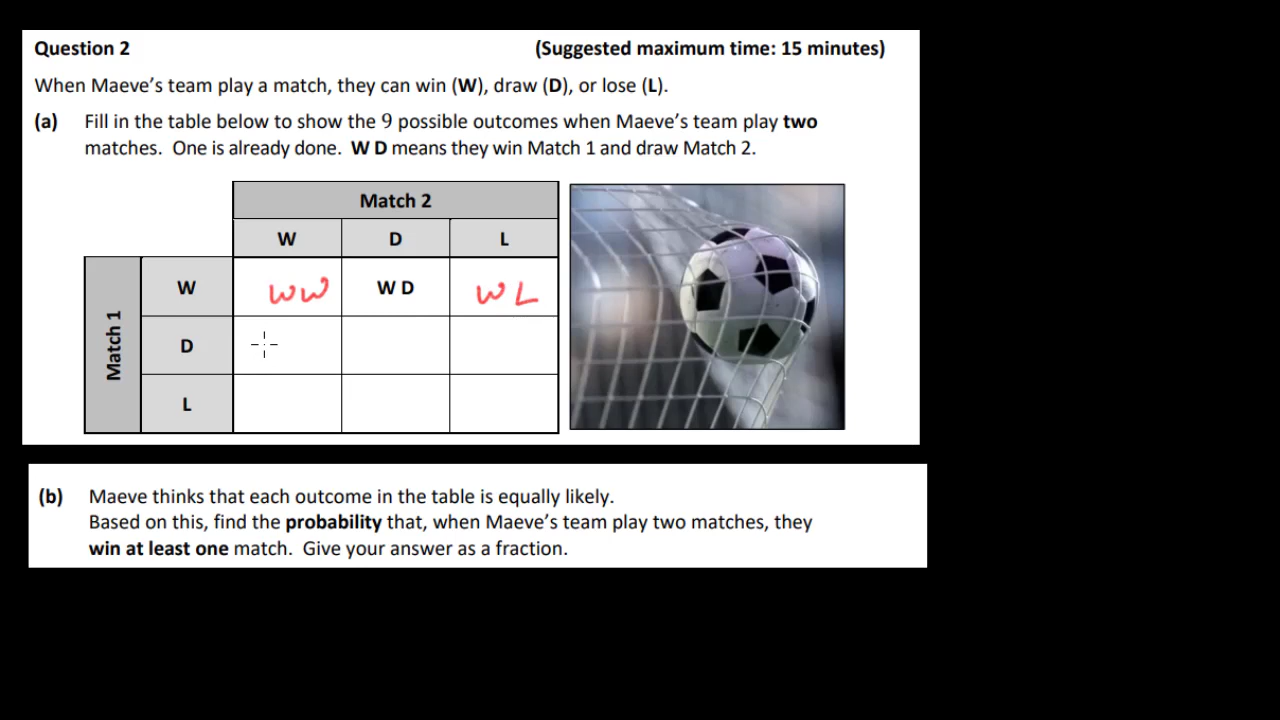 Question 2 (Suggested maximum time: 15 minutes)
When Maeve’s team play a match, they can win (W), draw (D), or lose (L).
(a) Fill in the table below to show the 9 possible outcomes when Maeve’s team play two
matches. One is already done. W D means they win Match 1 and draw Match 2.
Match 2
W D L
Match 1
W WW W D WL
D
L
(b) Maeve thinks that each outcome in the table is equally likely.
Based on this, find the probability that, when Maeve’s team play two matches, they
win at least one match. Give your answer as a fraction.